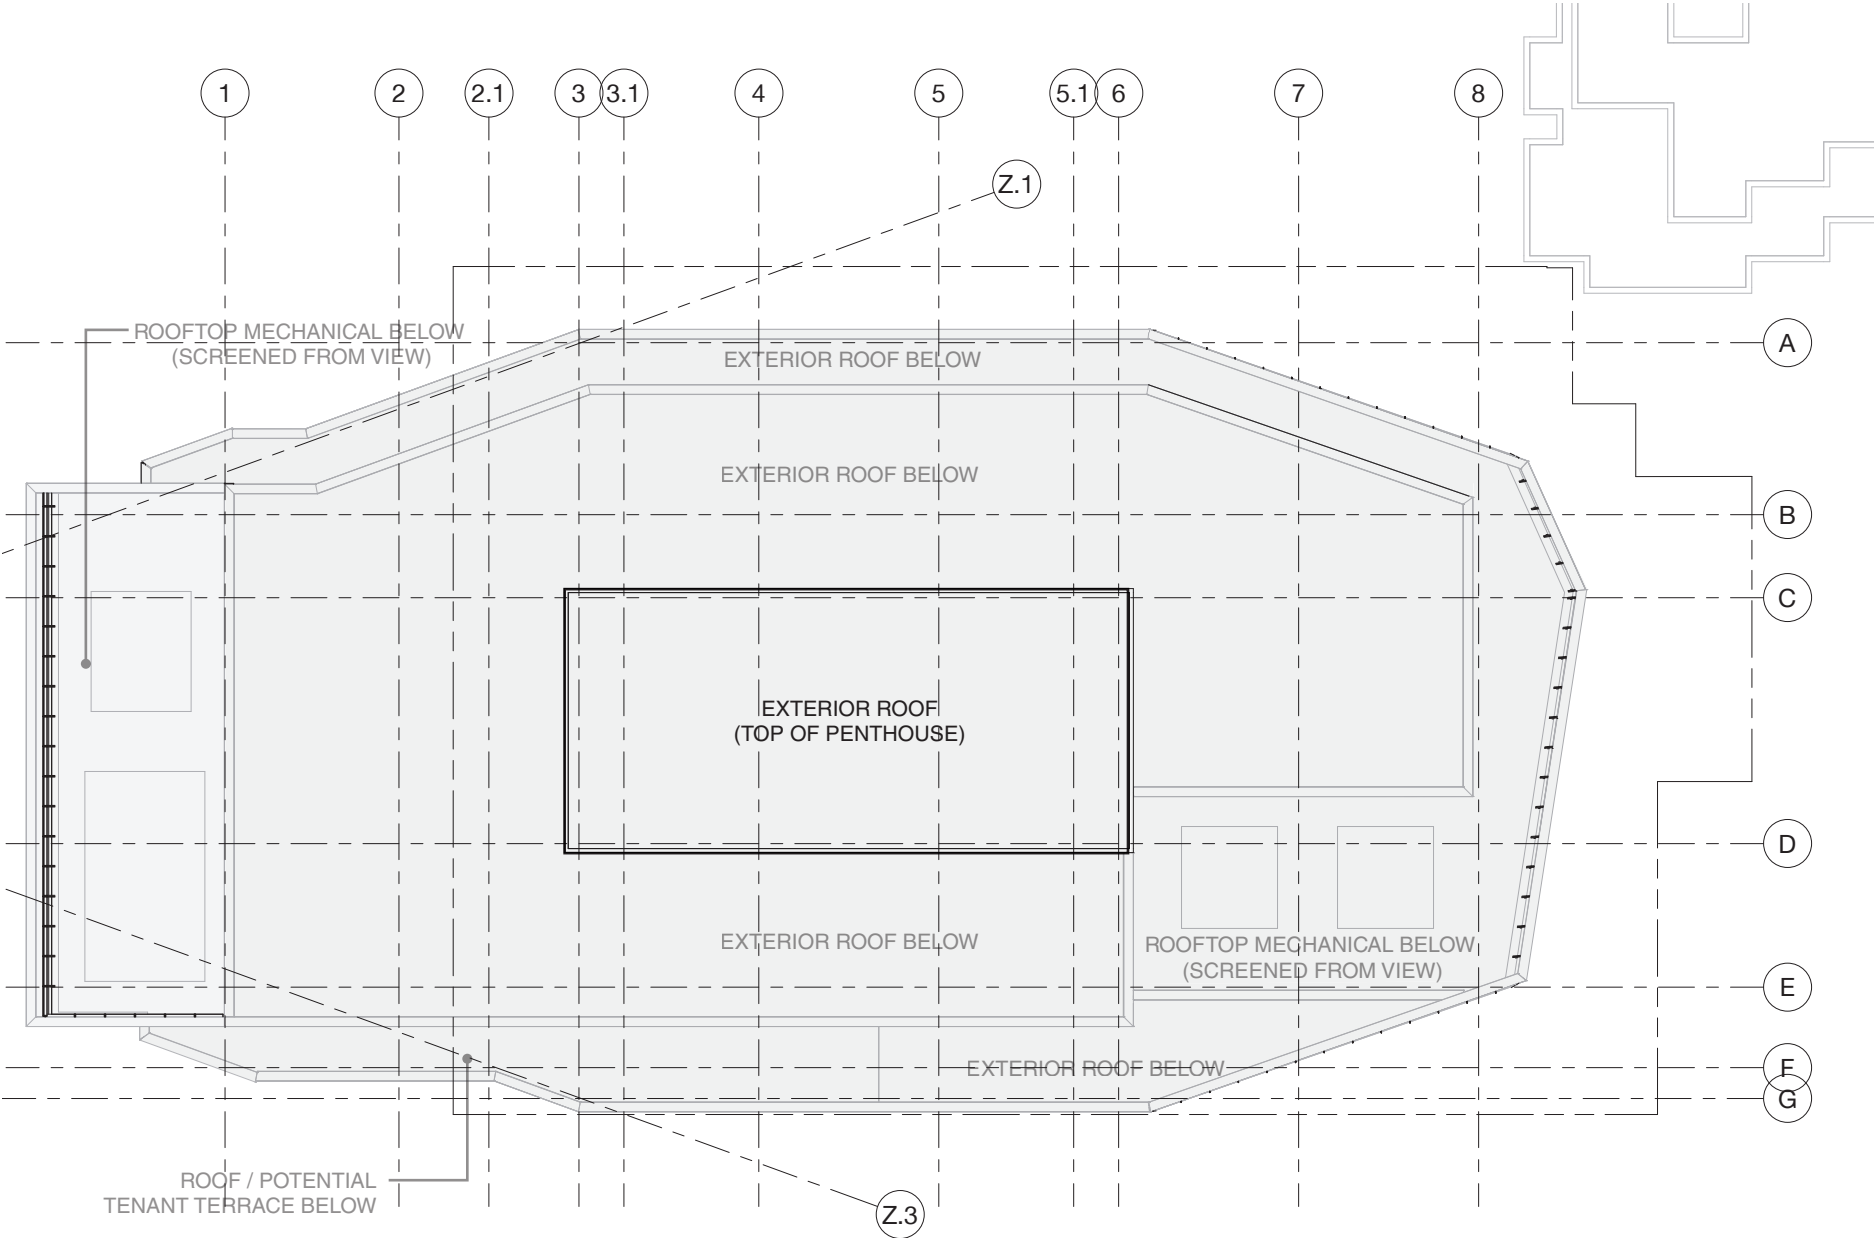 1
2
2.1
3
3.1
4
5
5.1
6
7
8
Z.1
ROOFTOP MECHANICAL BELOW
(SCREENED FROM VIEW)
A
EXTERIOR ROOF BELOW
EXTERIOR ROOF BELOW
B
C
EXTERIOR ROOF
(TOP OF PENTHOUSE)
D
EXTERIOR ROOF BELOW
ROOFTOP MECHANICAL BELOW
(SCREENED FROM VIEW)
E
EXTERIOR ROOF BELOW
F
G
ROOF / POTENTIAL
TENANT TERRACE BELOW
Z.3